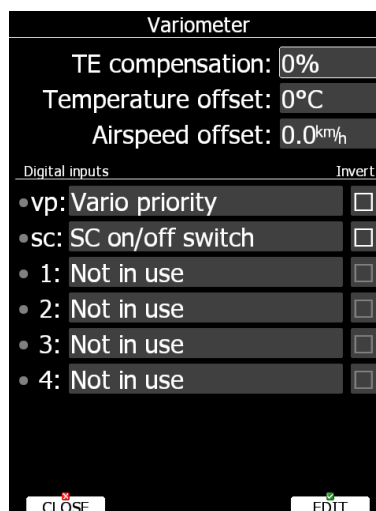 Variometer
TE compensation: 0%
Temperature offset: 0°C
Airspeed offset: 0.0km/h
Digital inputs Invert
vp: Vario priority
sc: SC on/off switch
1: Not in use
2: Not in use
3: Not in use
4: Not in use
CLOSE EDIT